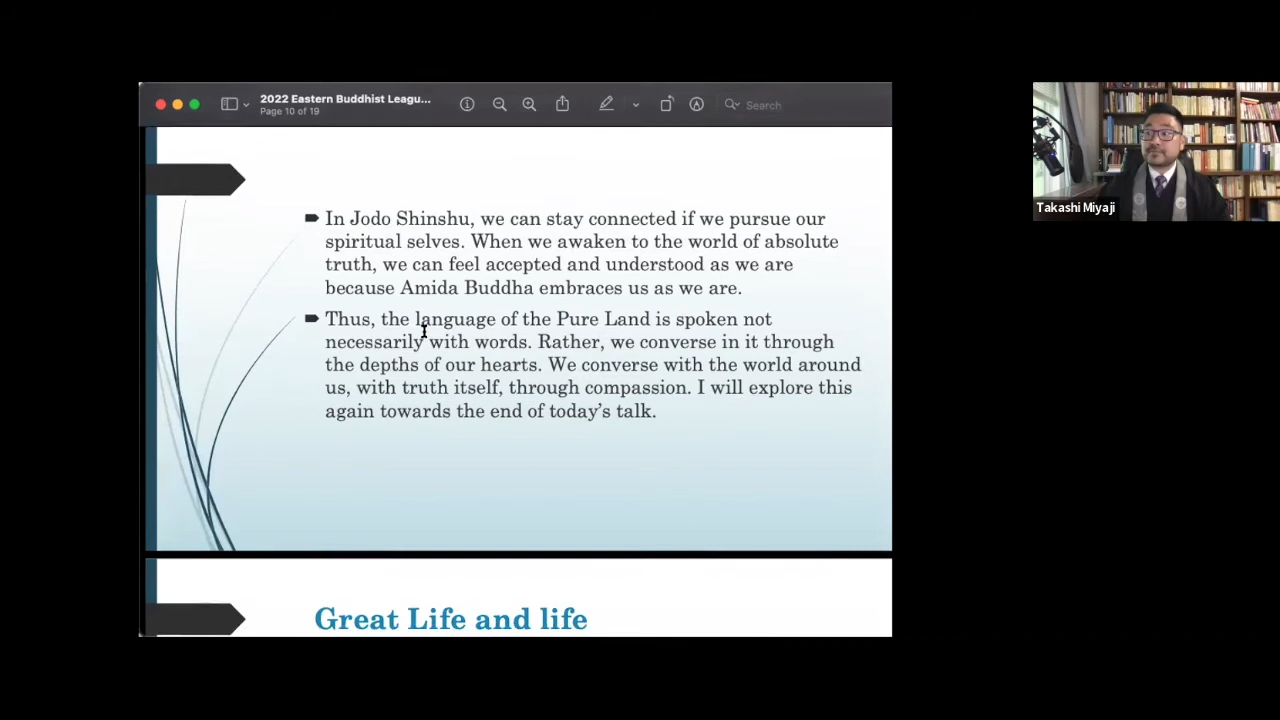 2022 Eastern Buddhist Leagu...
Page 10 of 19
Search
In Jodo Shinshu, we can stay connected if we pursue our
spiritual selves. When we awaken to the world of absolute
truth, we can feel accepted and understood as we are
because Amida Buddha embraces us as we are.
Thus, the language of the Pure Land is spoken not
necessarily with words. Rather, we converse in it through
the depths of our hearts. We converse with the world around
us, with truth itself, through compassion. I will explore this
again towards the end of today's talk.
Great Life and life
Takashi Miyaji